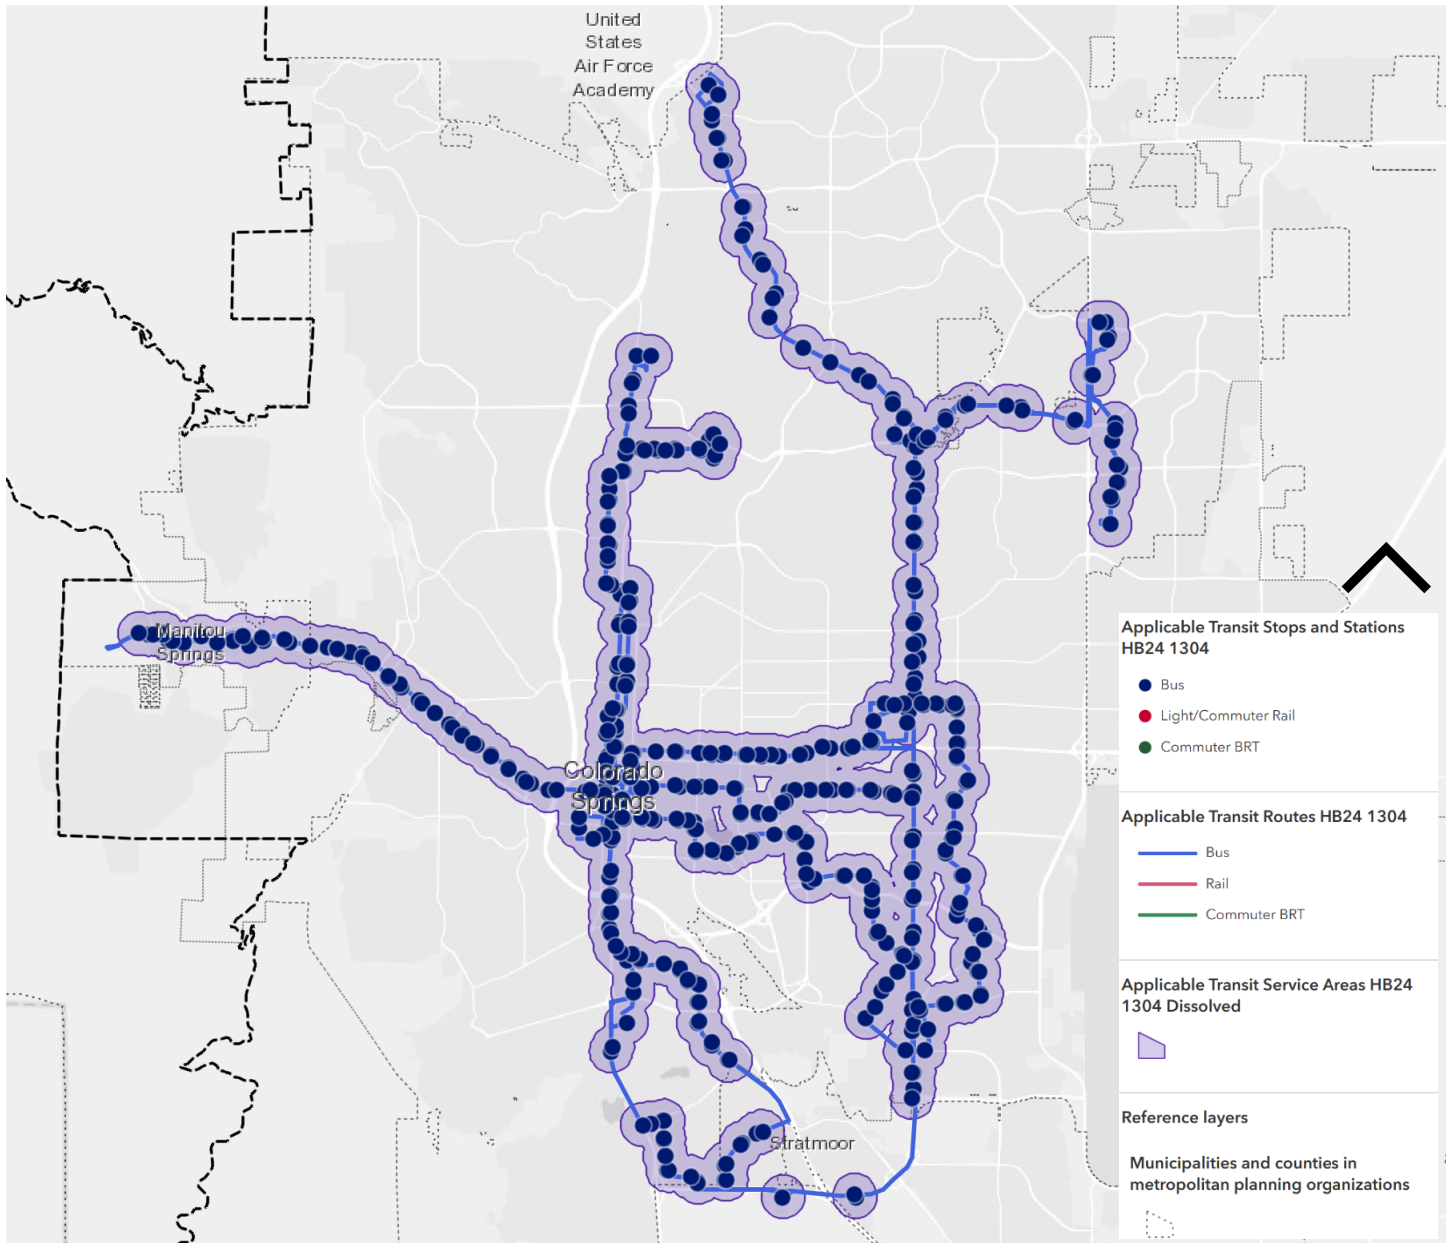 United
States
Air Force
Academy
Manitou
Springs
Colorado
Springs
Stratmoor
Applicable Transit Stops and Stations
HB24 1304
Bus
Light/Commuter Rail
Commuter BRT
Applicable Transit Routes HB24 1304
Bus
Rail
Commuter BRT
Applicable Transit Service Areas HB24
1304 Dissolved
Reference layers
Municipalities and counties in
metropolitan planning organizations